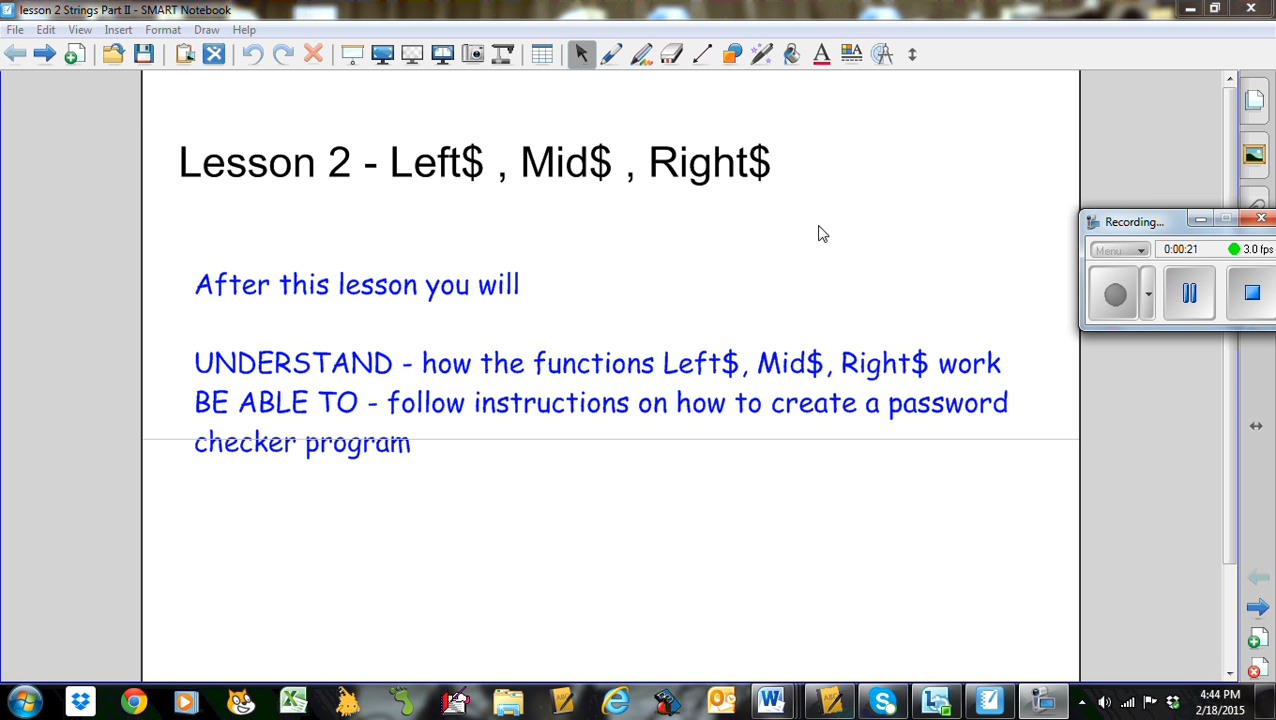 lesson 2 Strings Part II - SMART Notebook
File Edit View Insert Format Draw Help
Lesson 2 - Left$ , Mid$ , Right$
Recording...
Menu 0:00:21 3.0 fps
After this lesson you will
UNDERSTAND - how the functions Left$, Mid$, Right$ work
BE ABLE TO - follow instructions on how to create a password
checker program
4:44 PM
2/18/2015